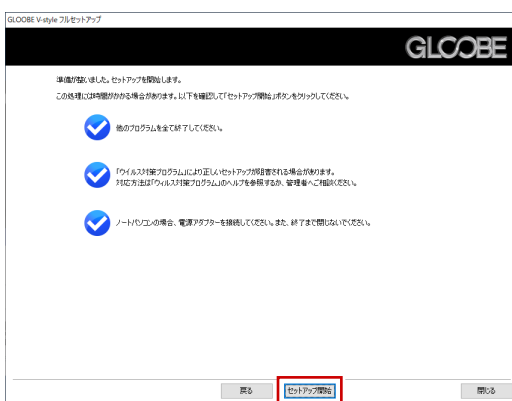 GLOOBE V-style フルセットアップ
GLOOBE
準備が整いました。セットアップを開始します。
この処理には時間がかかる場合があります。以下を確認して「セットアップ開始」ボタンをクリックしてください。
他のプログラムを全て終了してください。
「ウイルス対策プログラム」により正しいセットアップが阻害される場合があります。
対応方法は「ウィルス対策プログラム」のヘルプを参照するか、管理者へご相談ください。
ノートパソコンの場合、電源アダプターを接続してください。また、終了まで閉じないでください。
戻る
セットアップ開始
閉じる